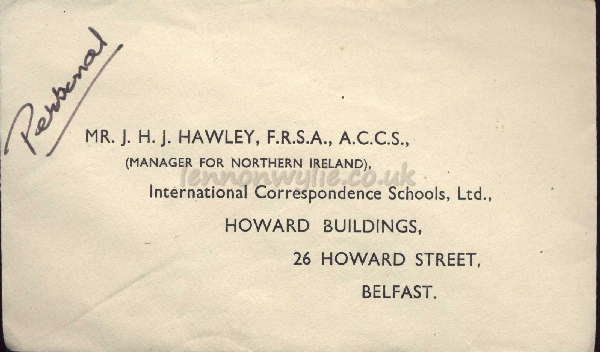 Personal
MR. J. H. J. HAWLEY, F.R.S.A., A.C.C.S.,
(MANAGER FOR NORTHERN IRELAND),
lennonwylie.co.uk
International Correspondence Schools, Ltd.,
HOWARD BUILDINGS,
26 HOWARD STREET,
BELFAST.